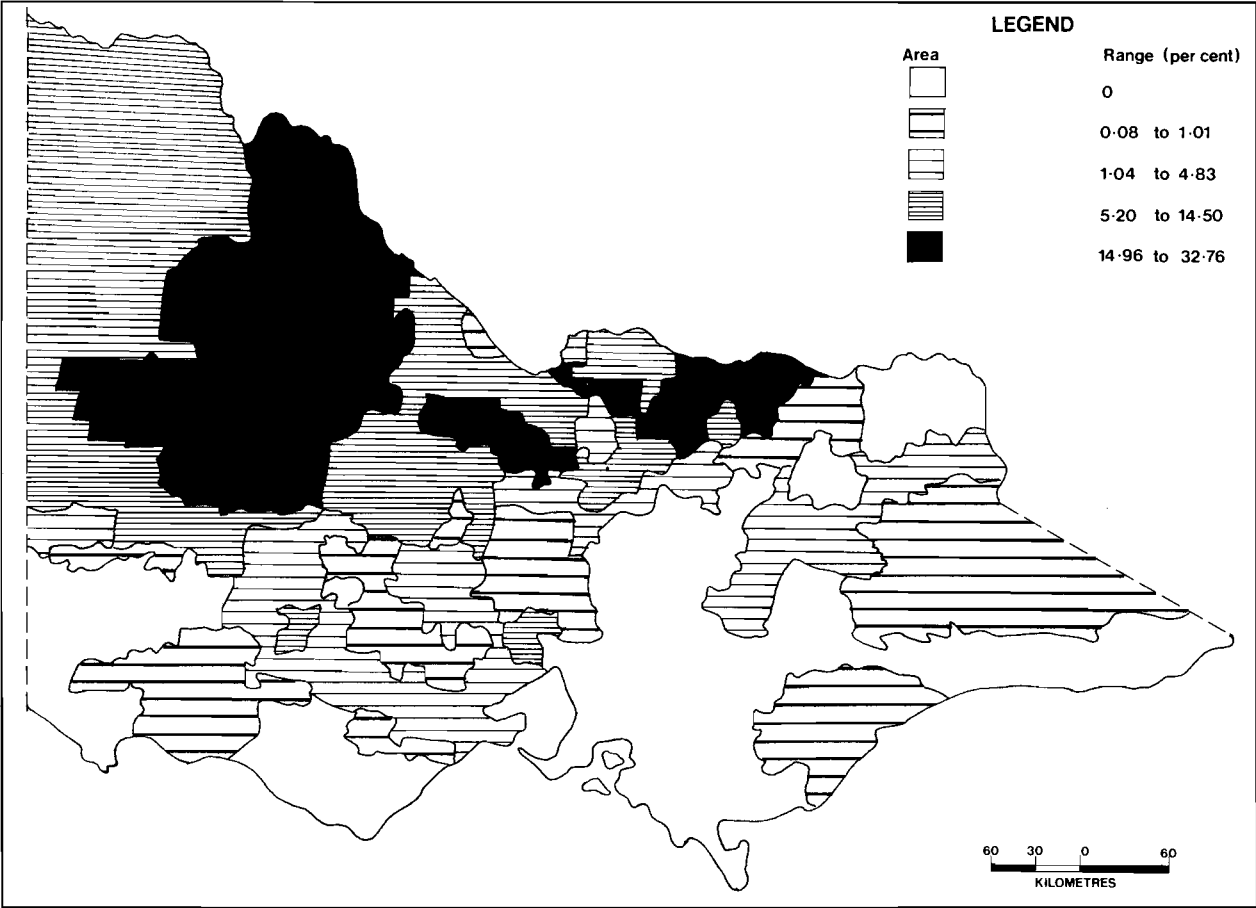 LEGEND
Area Range (per cent)
0
0·08 to 1·01
1·04 to 4·83
5·20 to 14·50
14·96 to 32·76
60 30 0 60
KILOMETRES